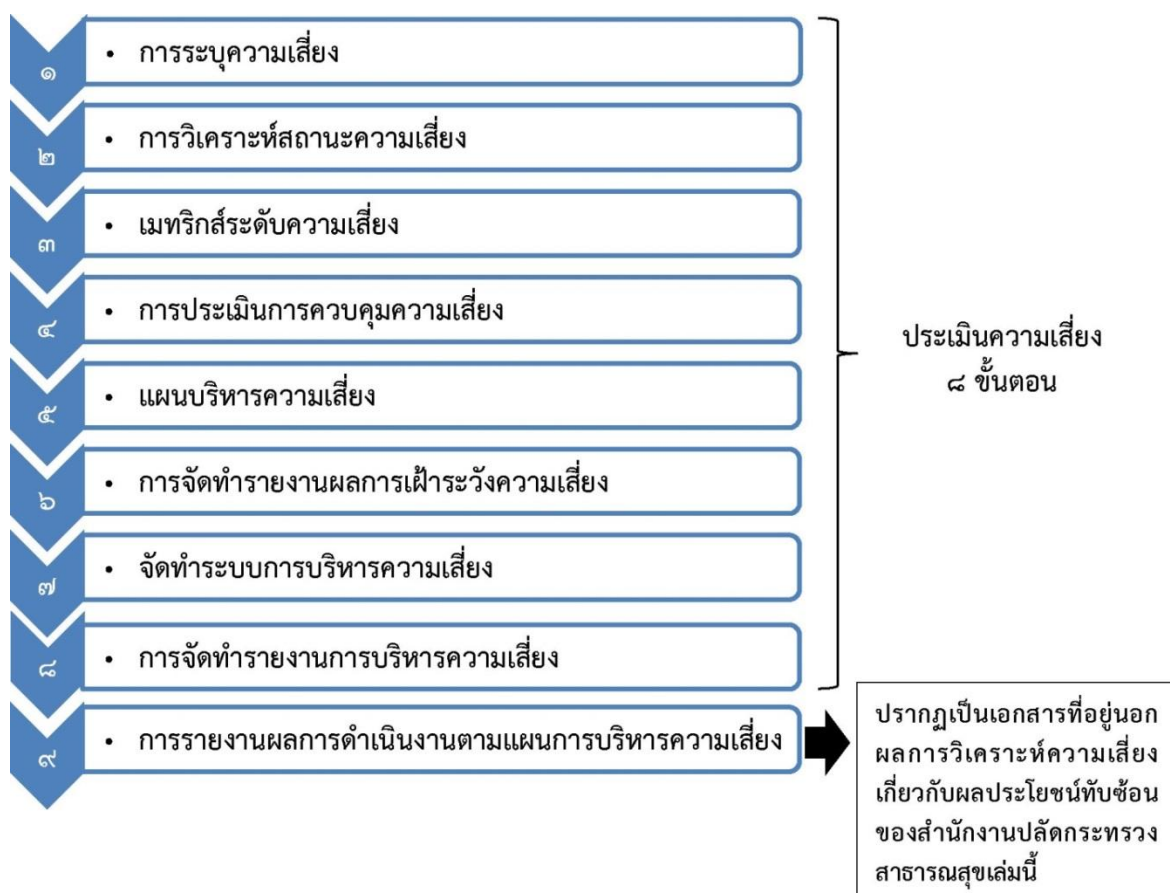 ๑
• การระบุความเสี่ยง
๒
• การวิเคราะห์สถานะความเสี่ยง
๓
• เมทริกส์ระดับความเสี่ยง
๔
• การประเมินการควบคุมความเสี่ยง
๕
• แผนบริหารความเสี่ยง
๖
• การจัดทำรายงานผลการเฝ้าระวังความเสี่ยง
๗
• จัดทำระบบการบริหารความเสี่ยง
๘
• การจัดทำรายงานการบริหารความเสี่ยง
๙
• การรายงานผลการดำเนินงานตามแผนการบริหารความเสี่ยง
ประเมินความเสี่ยง
๘ ขั้นตอน
ปรากฏเป็นเอกสารที่อยู่นอก
ผลการวิเคราะห์ความเสี่ยง
เกี่ยวกับผลประโยชน์ทับซ้อน
ของสำนักงานปลัดกระทรวง
สาธารณสุขเล่มนี้